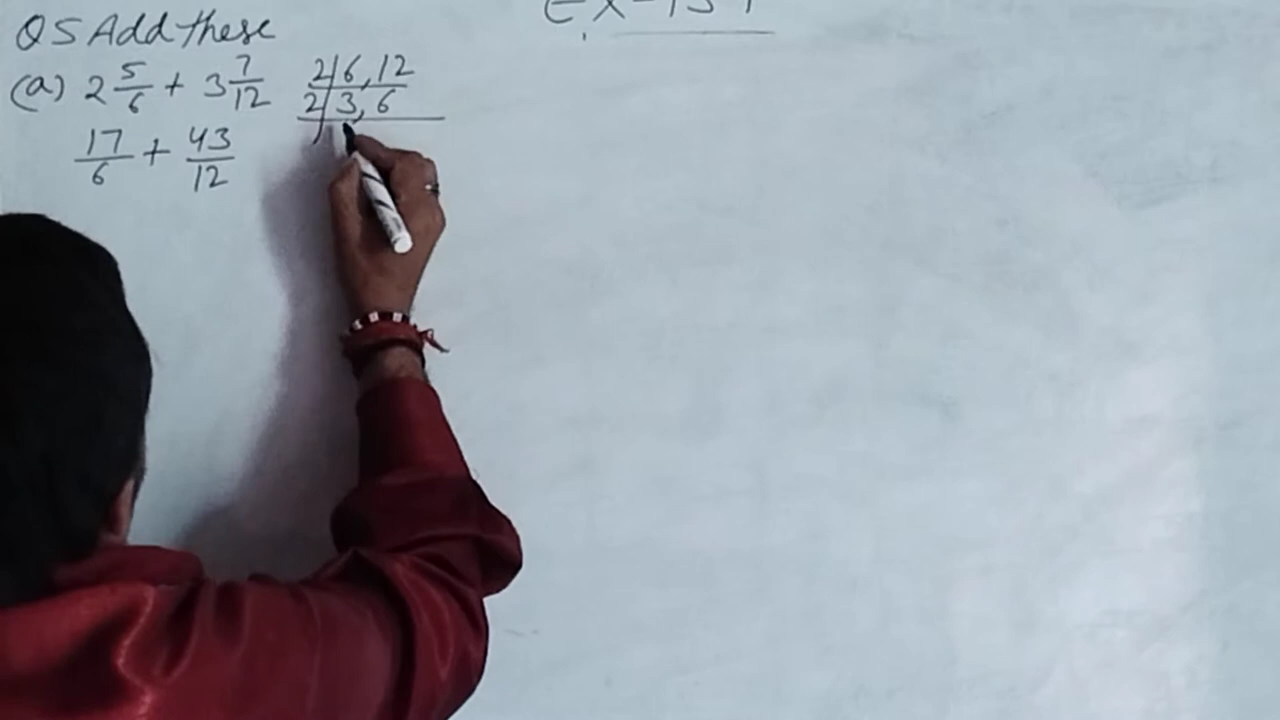 Q5 Add these
(a) 2 5/6 + 3 7/12
2 | 6, 12
2 | 3, 6
17/6 + 43/12